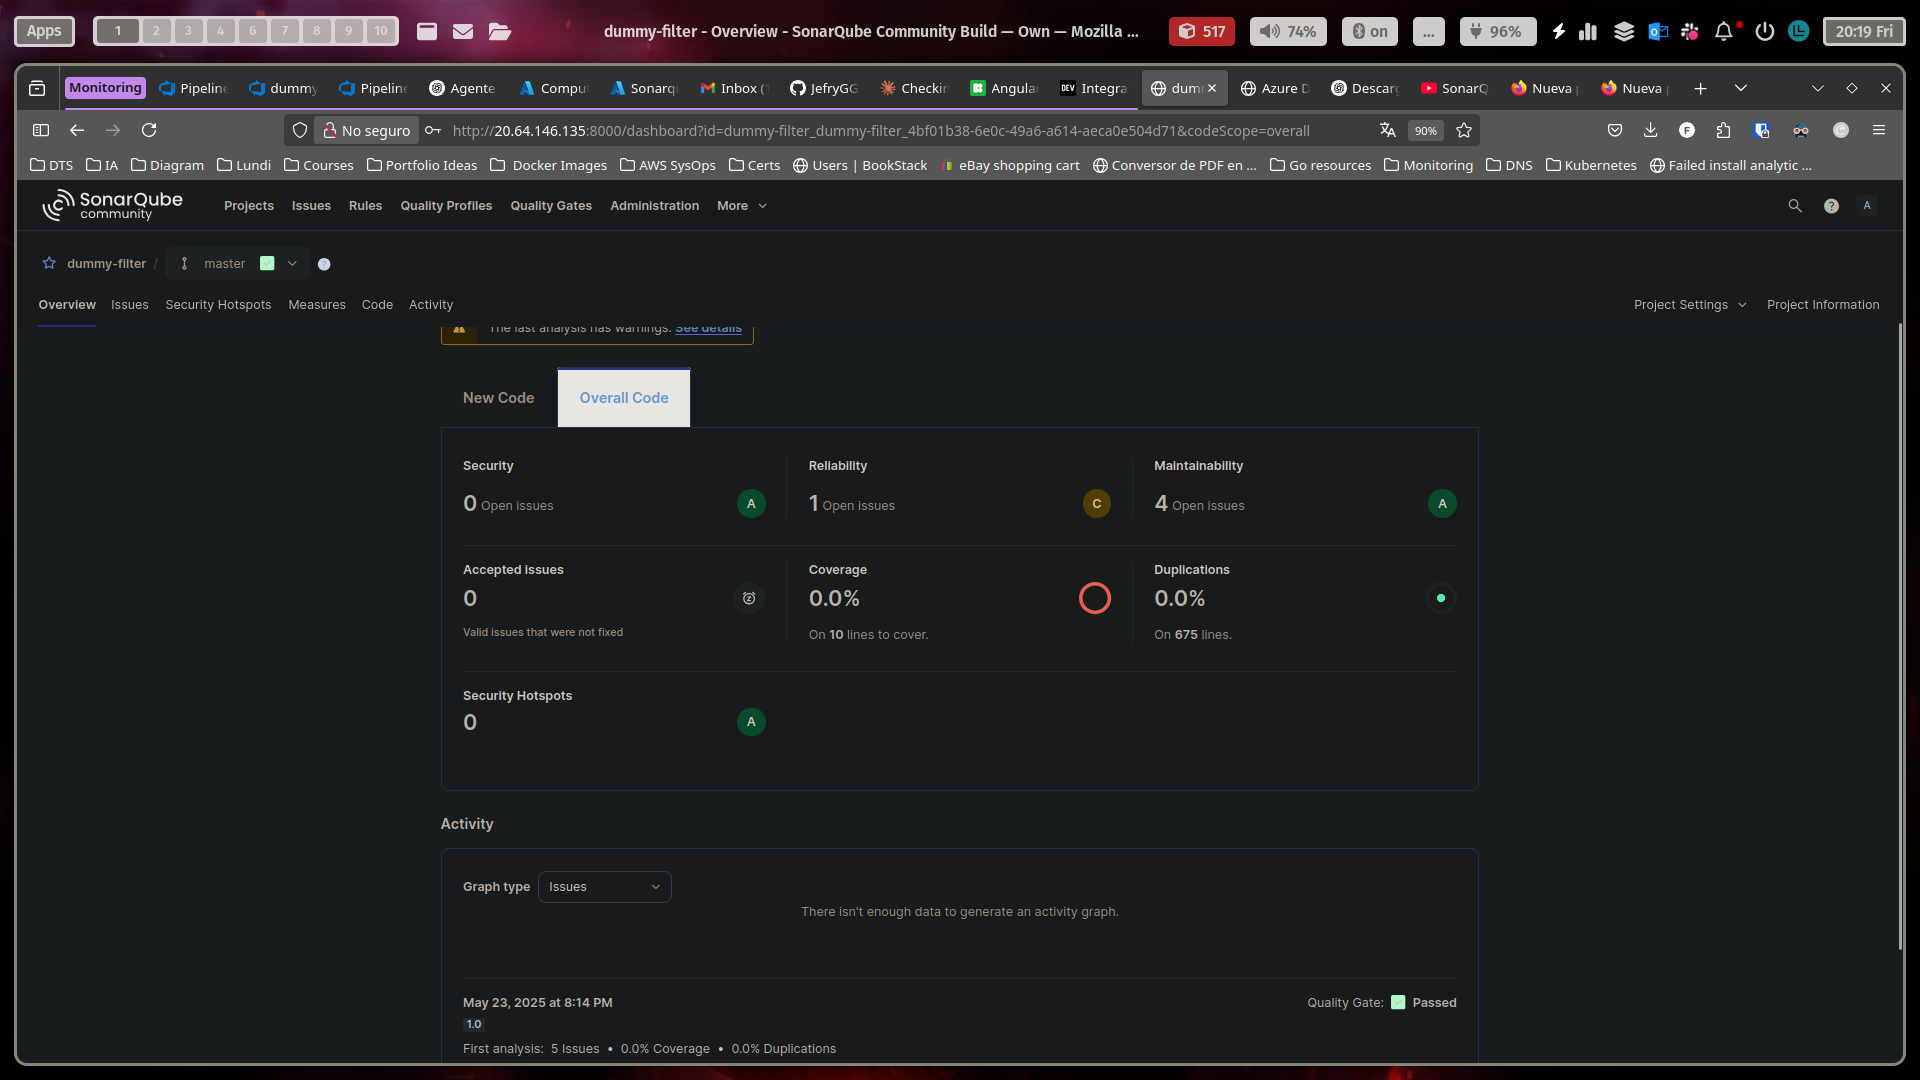 Apps 1 2 3 4 5 6 7 8 9 10 dummy-filter - Overview - SonarQube Community Build — Own — Mozilla ... 517 74% on ... 96% 20:19 Fri
Monitoring Pipeline dummy Pipeline Agente Compu Sonarqu Inbox ( JefryGG Checkin Angula DEV Integra dum Azure D Descar SonarQ Nueva Nueva
No seguro http://20.64.146.135:8000/dashboard?id=dummy-filter_dummy-filter_4bf01b38-6e0c-49a6-a614-aeca0e504d71&codeScope=overall 90%
DTS IA Diagram Lundi Courses Portfolio Ideas Docker Images AWS SysOps Certs Users | BookStack eBay shopping cart Conversor de PDF en ... Go resources Monitoring DNS Kubernetes Failed install analytic ...
SonarQube community Projects Issues Rules Quality Profiles Quality Gates Administration More A
dummy-filter / master
Overview Issues Security Hotspots Measures Code Activity Project Settings Project Information
The last analysis has warnings. See details
New Code Overall Code
Security Reliability Maintainability
0 Open issues A 1 Open issues C 4 Open issues A
Accepted issues Coverage Duplications
0 0.0% 0.0%
Valid issues that were not fixed On 10 lines to cover. On 675 lines.
Security Hotspots
0 A
Activity
Graph type Issues
There isn't enough data to generate an activity graph.
May 23, 2025 at 8:14 PM Quality Gate: Passed
1.0
First analysis: 5 Issues • 0.0% Coverage • 0.0% Duplications